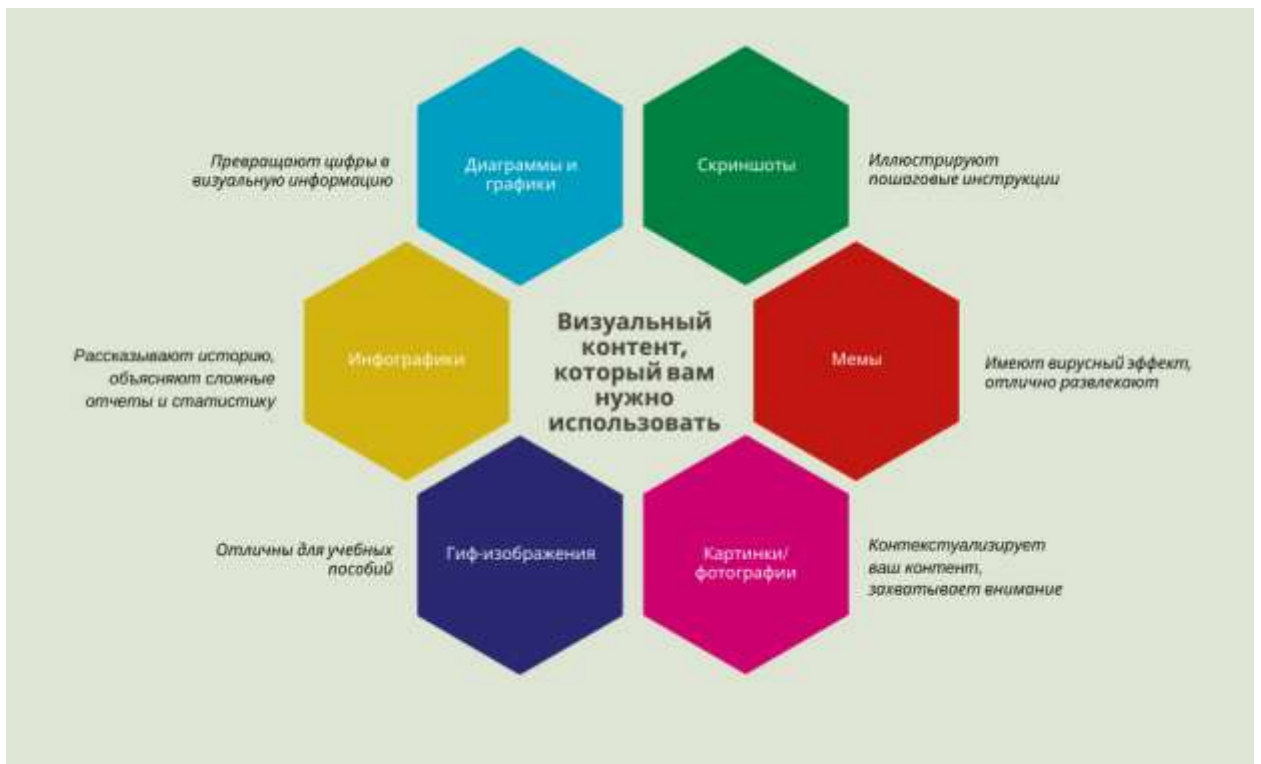 Превращают цифры в
визуальную информацию
Диаграммы и
графики
Скриншоты
Иллюстрируют
пошаговые инструкции
Рассказывают историю,
объясняют сложные
отчеты и статистику
Инфографики
Визуальный
контент,
который вам
нужно
использовать
Мемы
Имеют вирусный эффект,
отлично развлекают
Отличны для учебных
пособий
Гиф-изображения
Картинки/
фотографии
Контекстуализирует
ваш контент,
захватывает внимание